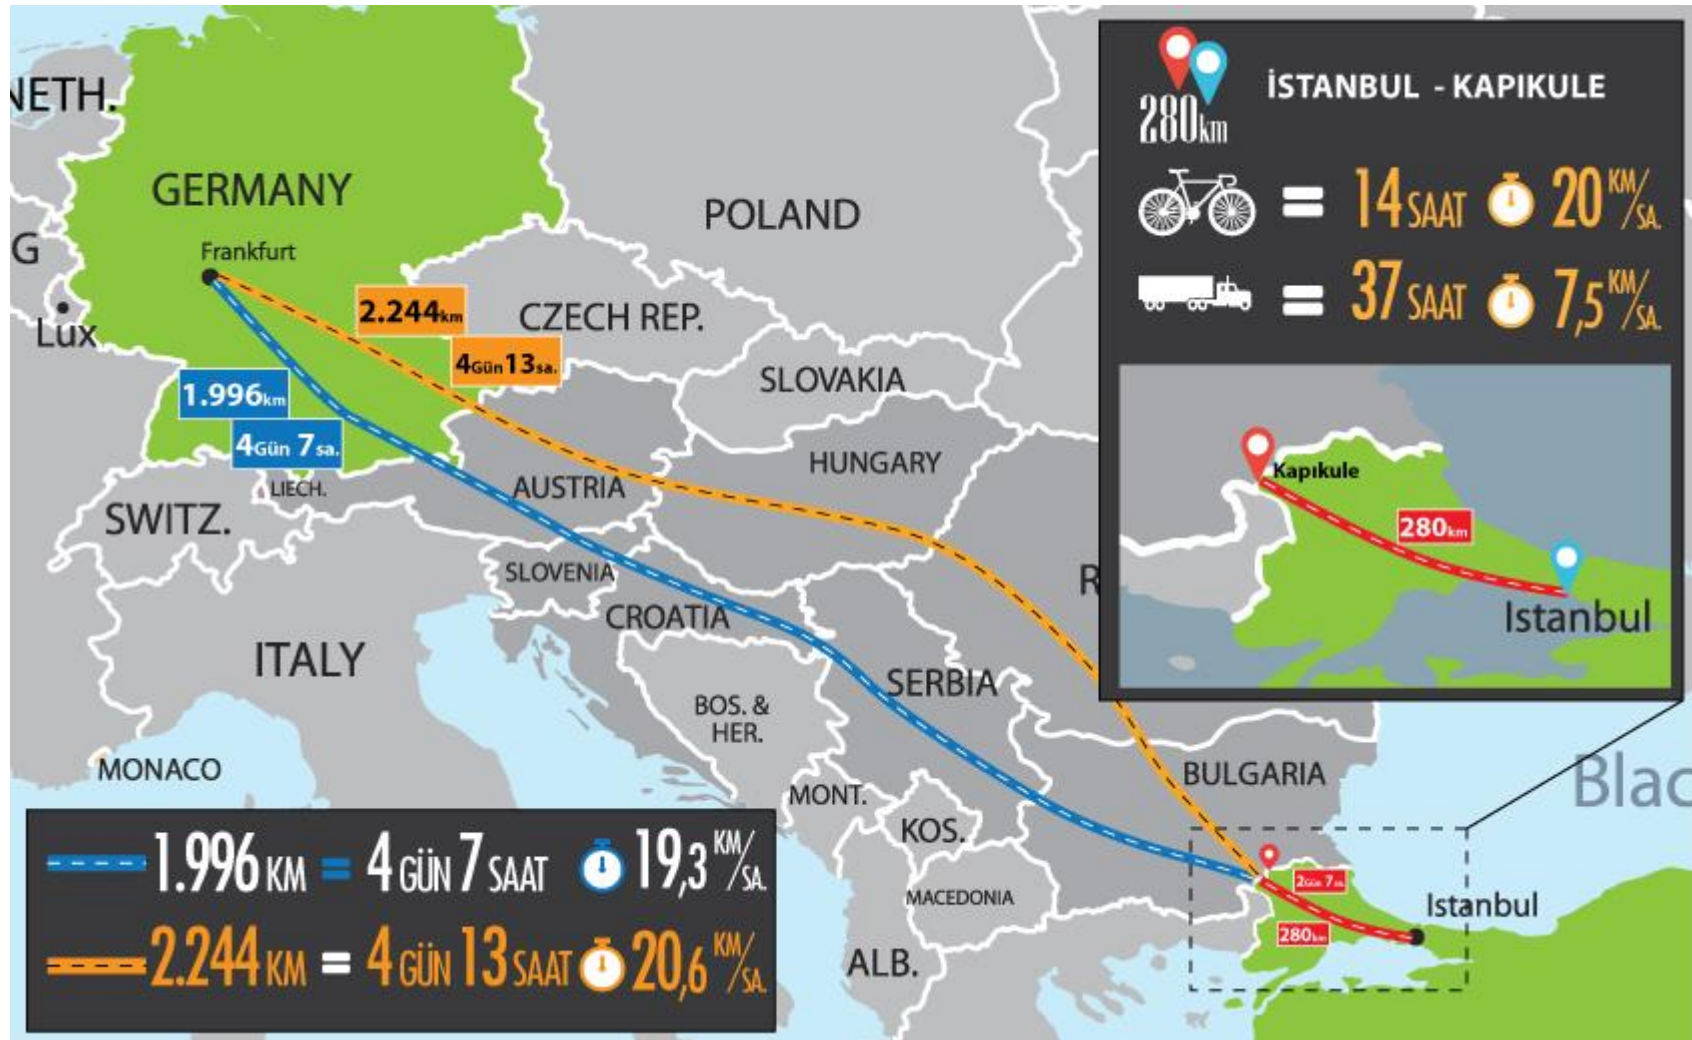 NETH.
GERMANY
Frankfurt
G
Lux
POLAND
2.244km
4Gün13sa.
CZECH REP.
1.996km
4Gün 7sa.
SLOVAKIA
HUNGARY
AUSTRIA
LIECH.
SWITZ.
SLOVENIA
CROATIA
R
ITALY
SERBIA
BOS. &
HER.
MONACO
MONT.
BULGARIA
Blac
KOS.
MACEDONIA
ALB.
2Gün 7sa.
280km
Istanbul
280km
İSTANBUL - KAPIKULE
= 14 SAAT 20 KM/SA.
= 37 SAAT 7,5 KM/SA.
Kapıkule
280km
Istanbul
1.996 KM = 4 GÜN 7 SAAT 19,3 KM/SA.
2.244 KM = 4 GÜN 13 SAAT 20,6 KM/SA.